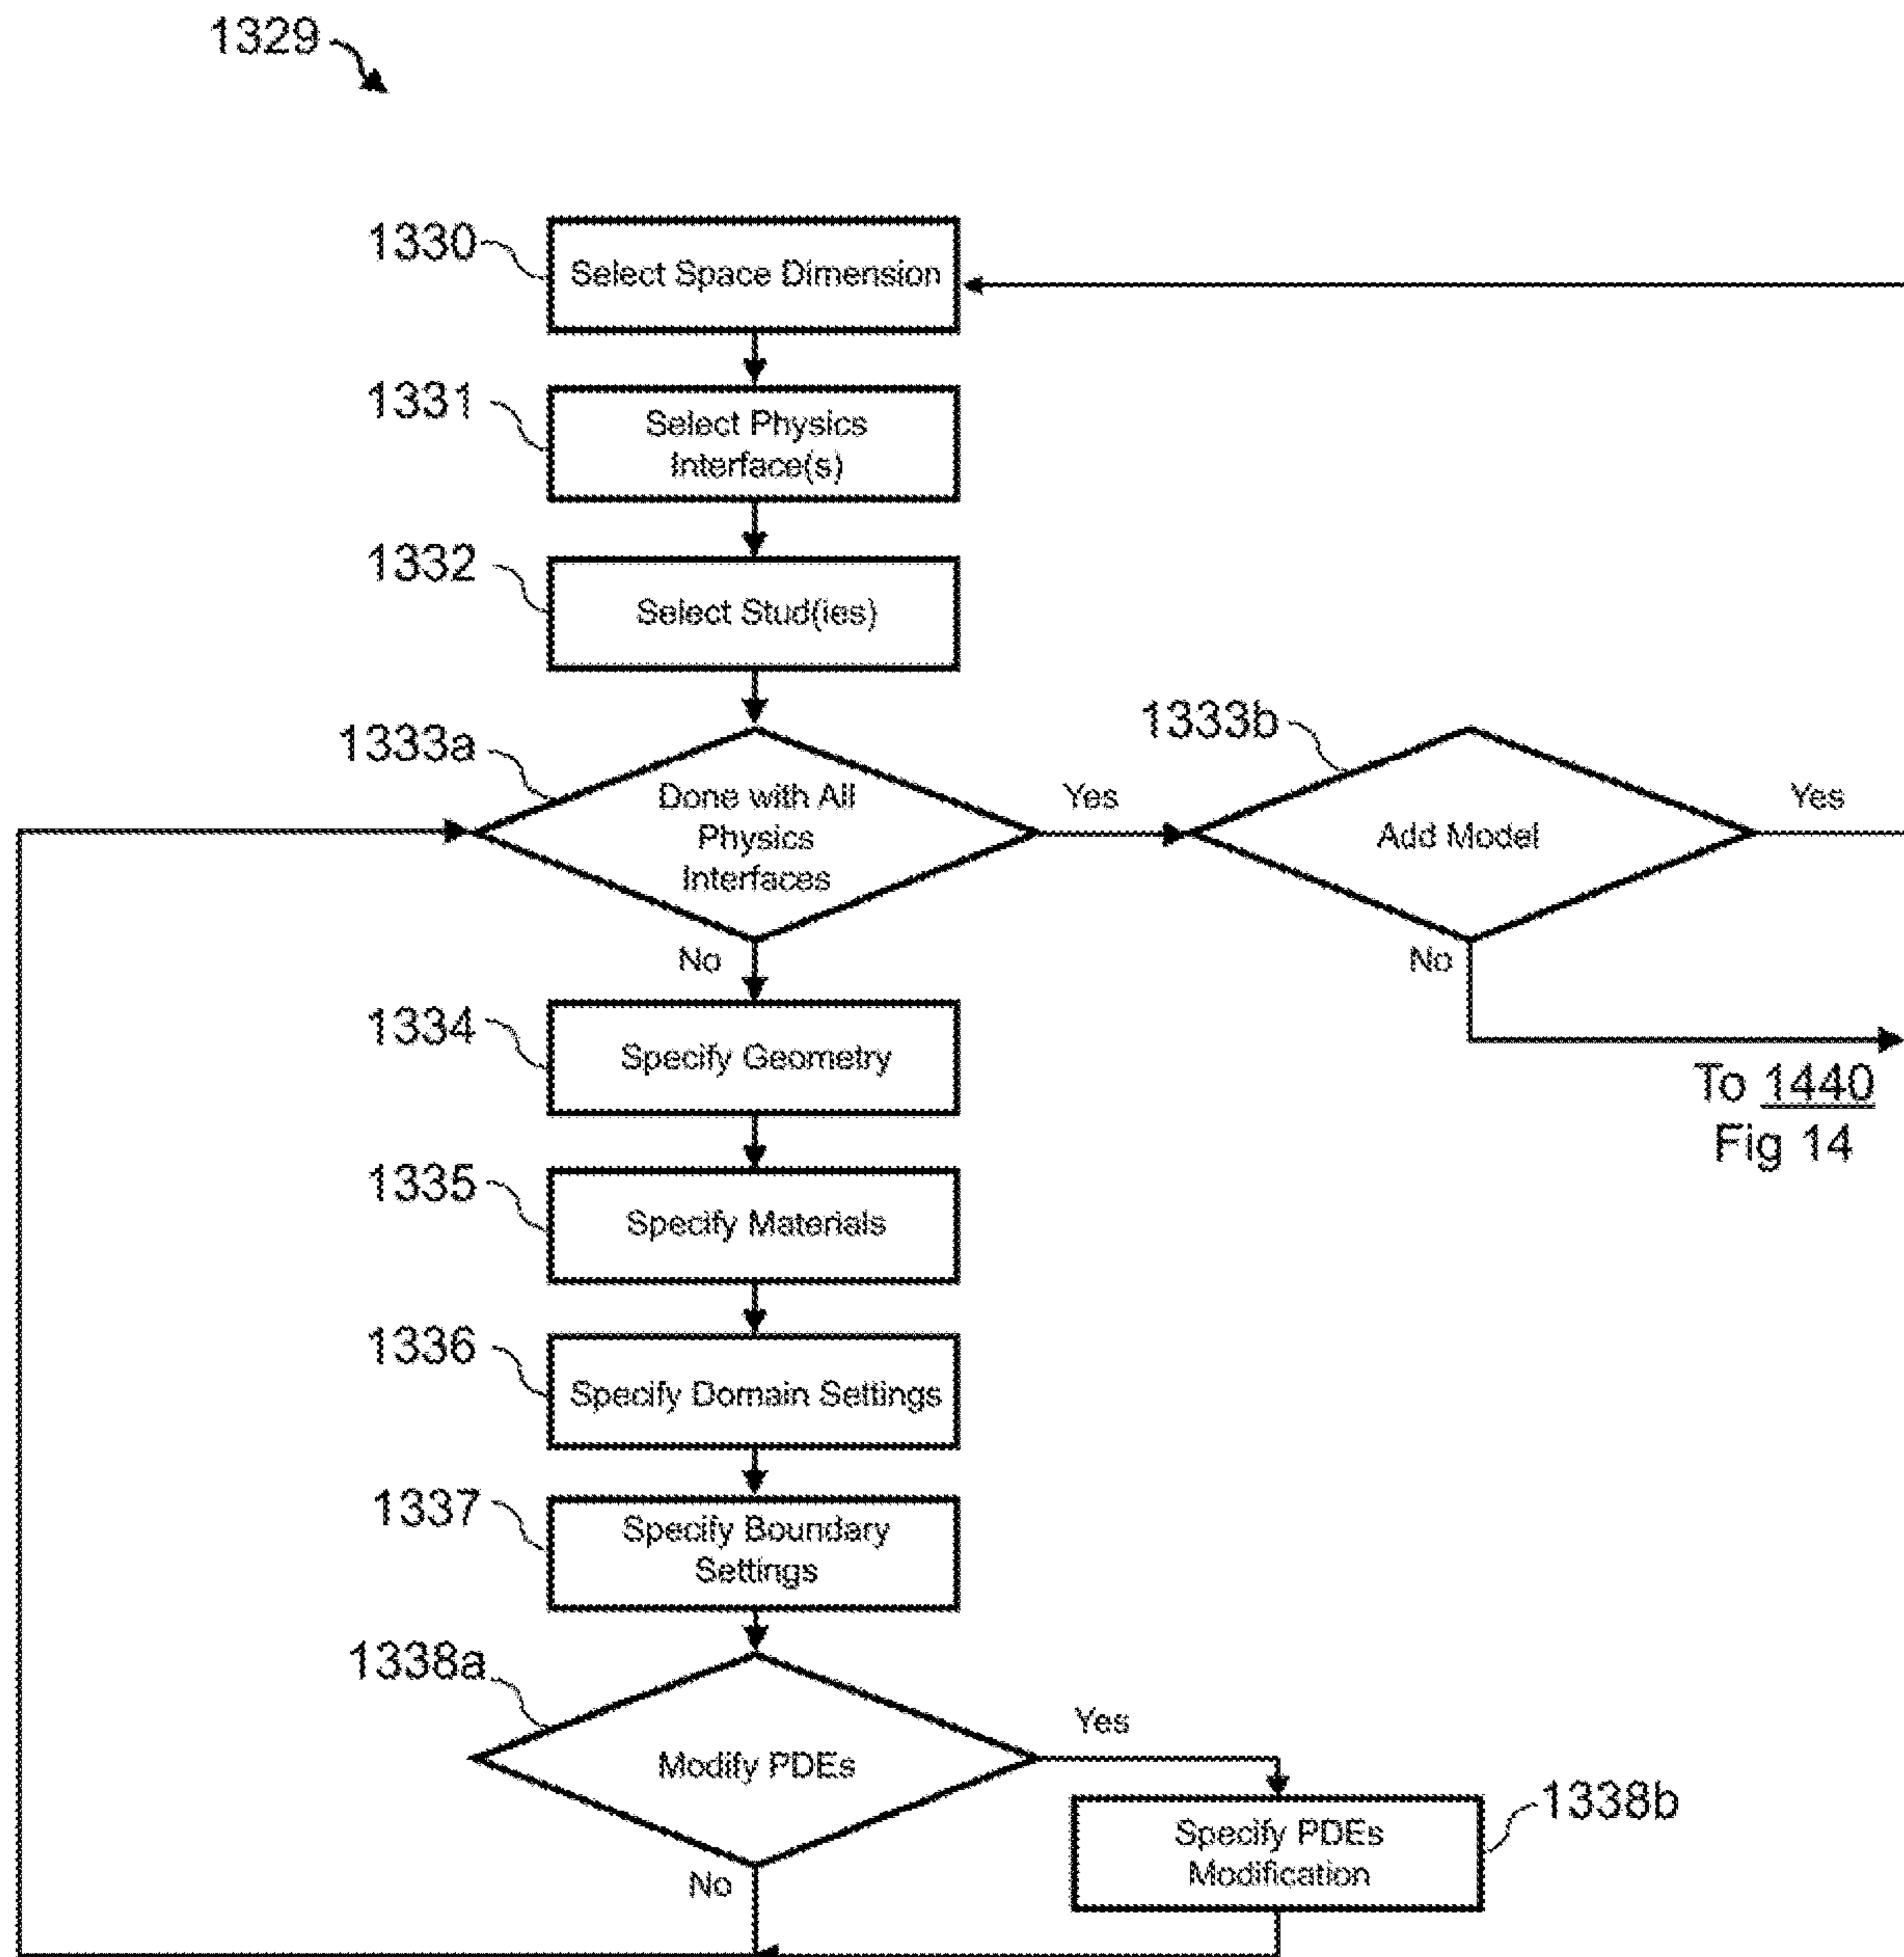 1329
1330
Select Space Dimension
1331
Select Physics
Interface(s)
1332
Select Stud(ies)
1333a
Done with All
Physics
Interfaces
Yes
1333b
Add Model
Yes
No
No
To 1440
Fig 14
1334
Specify Geometry
1335
Specify Materials
1336
Specify Domain Settings
1337
Specify Boundary
Settings
1338a
Modify PDEs
Yes
No
1338b
Specify PDEs
Modification